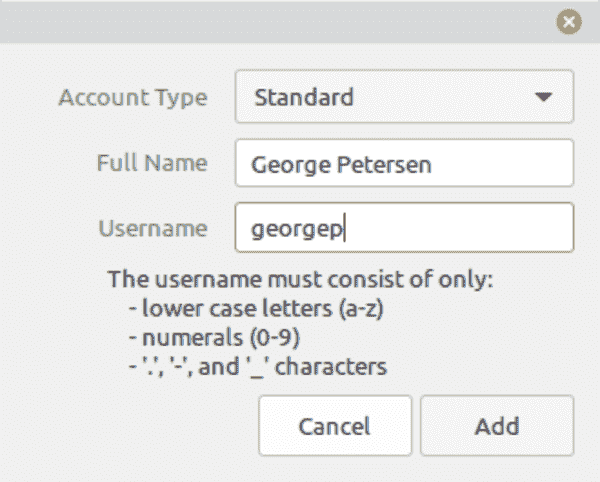 Account Type Standard
Full Name George Petersen
Username georgep
The username must consist of only:
- lower case letters (a-z)
- numerals (0-9)
- '.', '-', and '_' characters
Cancel Add